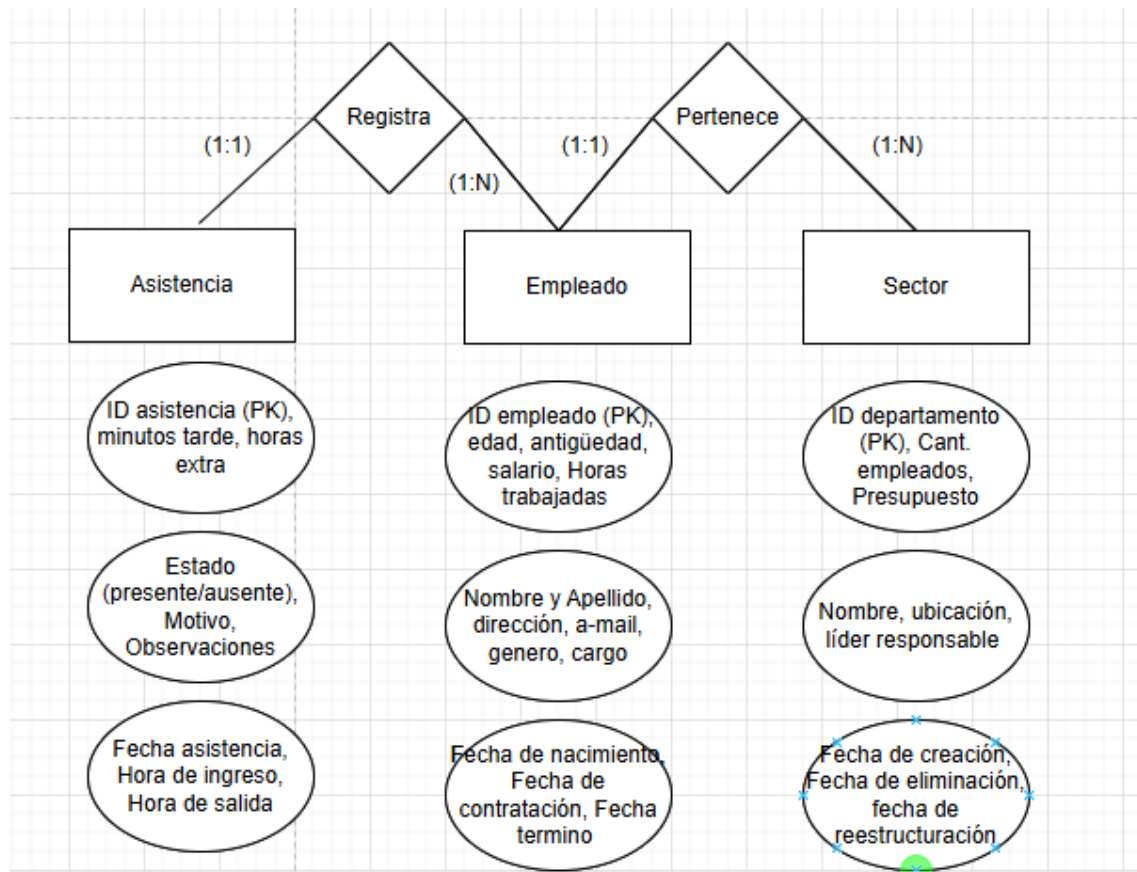 Registra
Pertenece
(1:1)
(1:N)
(1:1)
(1:N)
Asistencia
Empleado
Sector
ID asistencia (PK),
minutos tarde, horas
extra
Estado
(presente/ausente),
Motivo,
Observaciones
Fecha asistencia,
Hora de ingreso,
Hora de salida
ID empleado (PK),
edad, antigüedad,
salario, Horas
trabajadas
Nombre y Apellido,
dirección, a-mail,
genero, cargo
Fecha de nacimiento,
Fecha de
contratación, Fecha
termino
ID departamento
(PK), Cant.
empleados,
Presupuesto
Nombre, ubicación,
líder responsable
Fecha de creación,
Fecha de eliminación,
fecha de
reestructuración